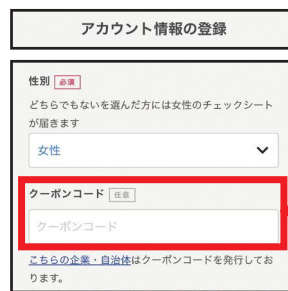 アカウント情報の登録
性別 必須
どちらでもないを選んだ方には女性のチェックシート
が届きます
女性
クーポンコード 任意
クーポンコード
こちらの企業・自治体はクーポンコードを発行してお
ります。